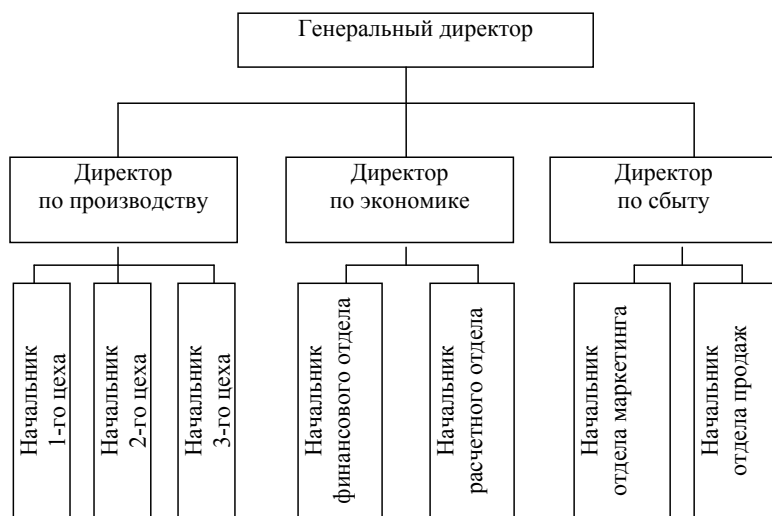 Генеральный директор
Директор
по производству
Директор
по экономике
Директор
по сбыту
Начальник
1-го цеха
Начальник
2-го цеха
Начальник
3-го цеха
Начальник
финансового отдела
Начальник
расчетного отдела
Начальник
отдела маркетинга
Начальник
отдела продаж